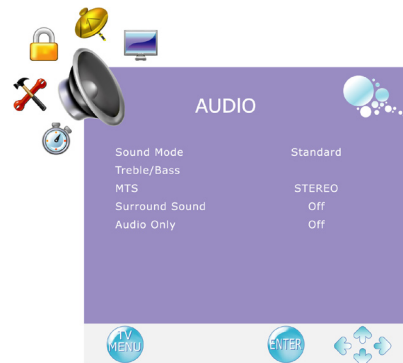 AUDIO
Sound Mode Standard
Treble/Bass
MTS STEREO
Surround Sound Off
Audio Only Off
TV
MENU
ENTER